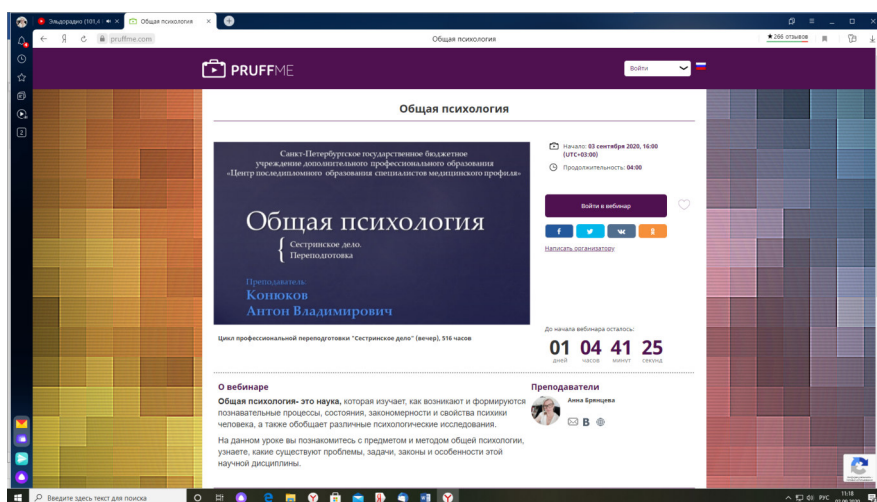 Эльдорадо (101,
Общая психология
pruffme.com
Общая психология
★266 отзывов
PRUFFME
Войти
Общая психология
Санкт-Петербургское государственное бюджетное
учреждение дополнительного профессионального образования
«Центр последипломного образования специалистов медицинского профиля»
Общая психология
Сестринское дело.
Переподготовка
Преподаватель
Конюков
Антон Владимирович
Начало: 03 сентября 2020, 16:00
(UTC+03:00)
Продолжительность: 04:00
Войти в вебинар
Написать организатору
До начала вебинара осталось:
01 04 41 25
дней часов минут секунд
Цикл профессиональной переподготовки "Сестринское дело" (вечер), 516 часов
О вебинаре
Общая психология- это наука, которая изучает, как возникают и формируются
познавательные процессы, состояния, закономерности и свойства психики
человека, а также обобщает различные психологические исследования.
На данном уроке вы познакомитесь с предметом и методом общей психологии,
узнаете, какие существуют проблемы, задачи, законы и особенности этой
научной дисциплины.
Преподаватели
Анна Брянцева
Введите здесь текст для поиска
РУС
11:18
02.09.2020